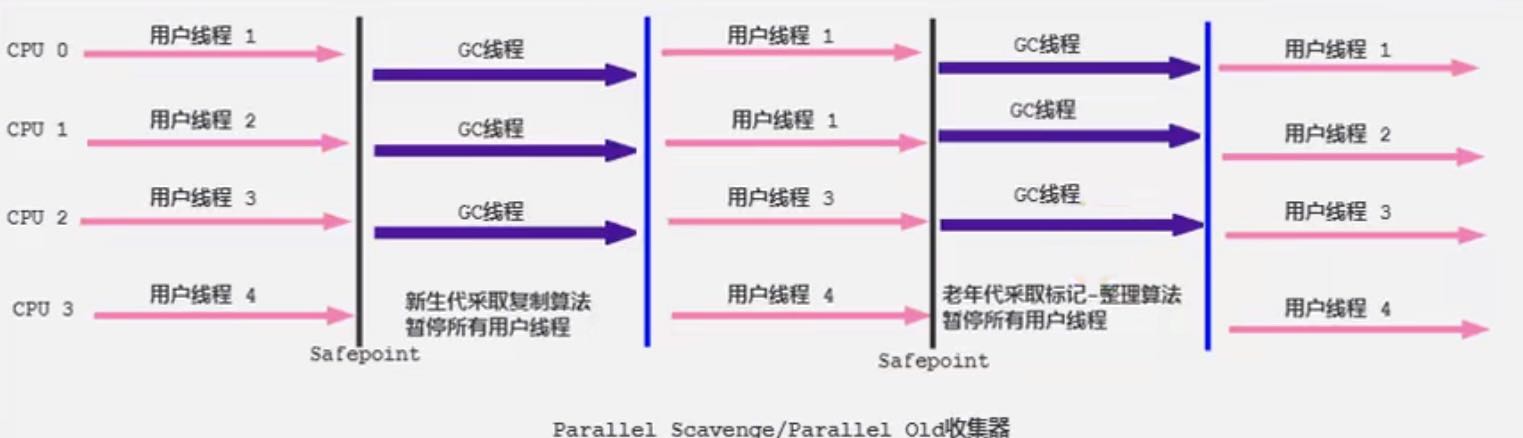 CPU 0
用户线程 1
GC线程
用户线程 1
GC线程
用户线程 1
CPU 1
用户线程 2
GC线程
用户线程 1
GC线程
用户线程 2
CPU 2
用户线程 3
GC线程
用户线程 3
GC线程
用户线程 3
CPU 3
用户线程 4
新生代采取复制算法
暂停所有用户线程
用户线程 4
老年代采取标记-整理算法
暂停所有用户线程
用户线程 4
Safepoint
Safepoint
Parallel Scavenge/Parallel Old收集器